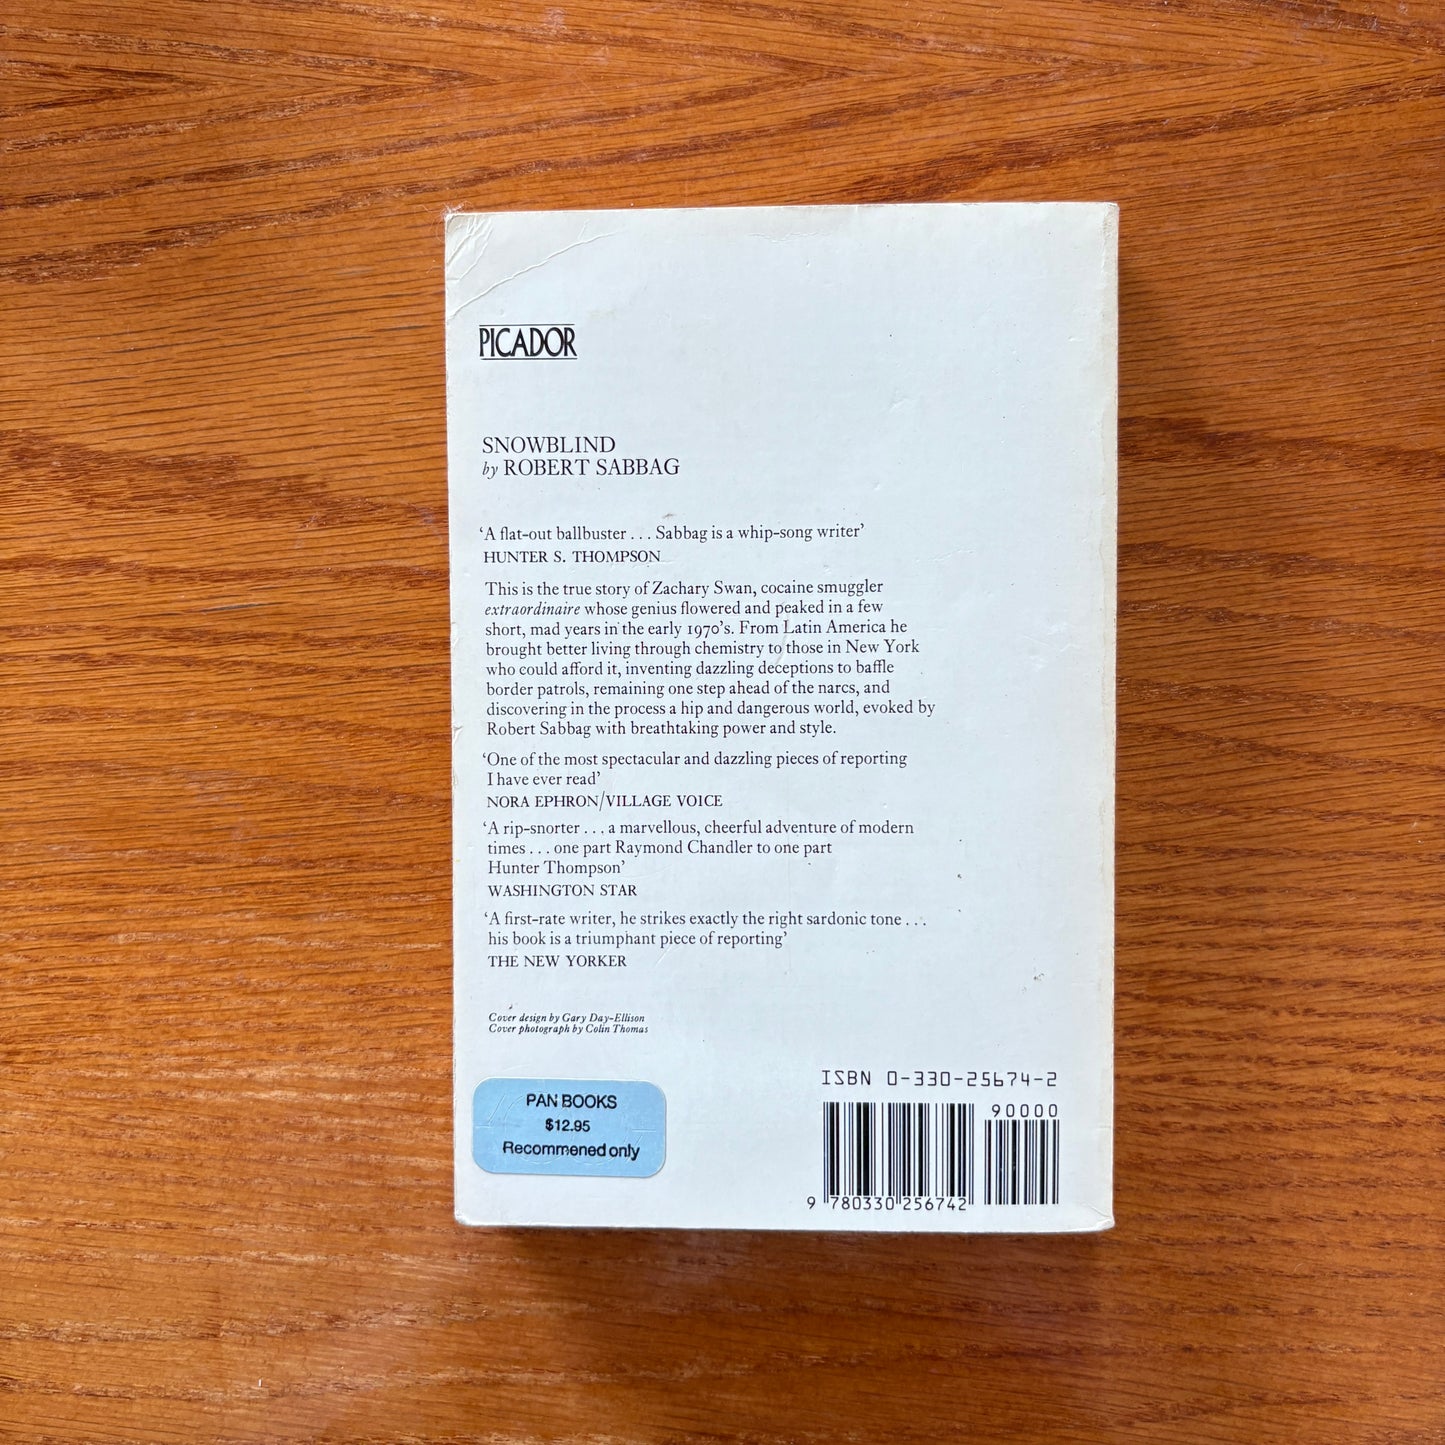 PICADOR
SNOWBLIND
by ROBERT SABBAG
‘A flat-out ballbuster . . . Sabbag is a whip-song writer’
HUNTER S. THOMPSON
This is the true story of Zachary Swan, cocaine smuggler
extraordinaire whose genius flowered and peaked in a few
short, mad years in the early 1970's. From Latin America he
brought better living through chemistry to those in New York
who could afford it, inventing dazzling deceptions to baffle
border patrols, remaining one step ahead of the narcs, and
discovering in the process a hip and dangerous world, evoked by
Robert Sabbag with breathtaking power and style.
‘One of the most spectacular and dazzling pieces of reporting
I have ever read’
NORA EPHRON/VILLAGE VOICE
‘A rip-snorter . . . a marvellous, cheerful adventure of modern
times . . . one part Raymond Chandler to one part
Hunter Thompson’
WASHINGTON STAR
‘A first-rate writer, he strikes exactly the right sardonic tone . . .
his book is a triumphant piece of reporting’
THE NEW YORKER
Cover design by Gary Day-Ellison
Cover photograph by Colin Thomas
PAN BOOKS
$12.95
Recommened only
ISBN 0-330-25674-2
90000
9 780330 256742